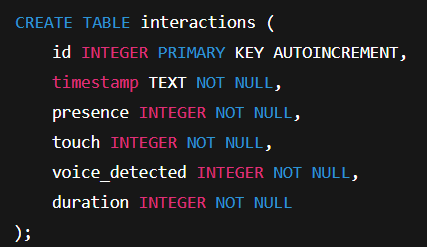 CREATE TABLE interactions (
    id INTEGER PRIMARY KEY AUTOINCREMENT,
    timestamp TEXT NOT NULL,
    presence INTEGER NOT NULL,
    touch INTEGER NOT NULL,
    voice_detected INTEGER NOT NULL,
    duration INTEGER NOT NULL
);